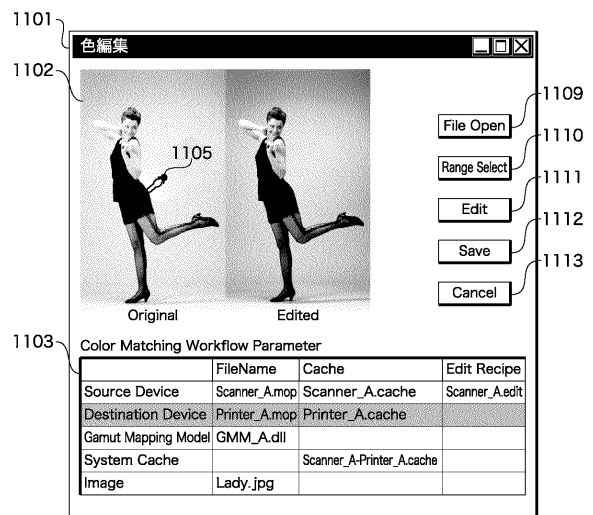 1101
色編集
1102
1105
Original
Edited
File Open
1109
Range Select
1110
Edit
1111
Save
1112
Cancel
1113
1103
Color Matching Workflow Parameter
FileName Cache Edit Recipe
Source Device Scanner_A.mop Scanner_A.cache Scanner_A.edit
Destination Device Printer_A.mop Printer_A.cache
Gamut Mapping Model GMM_A.dll
System Cache Scanner_A-Printer_A.cache
Image Lady.jpg